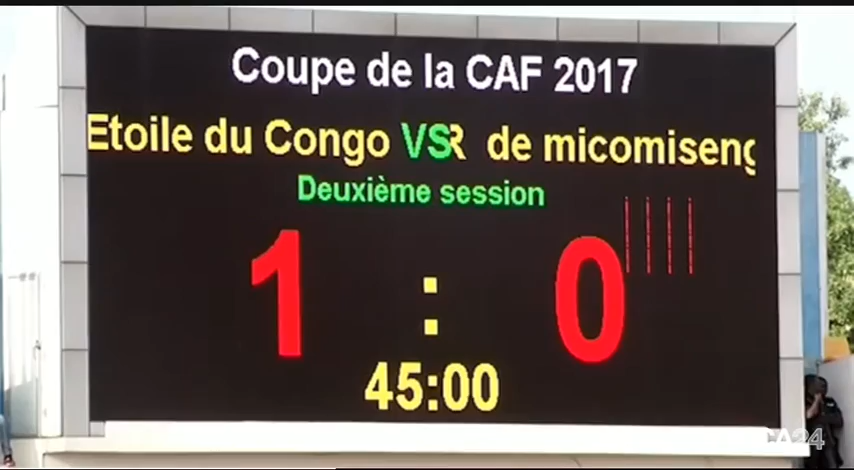 Coupe de la CAF 2017
Etoile du Congo VS de micomiseng
Deuxième session
1 : 0
45:00